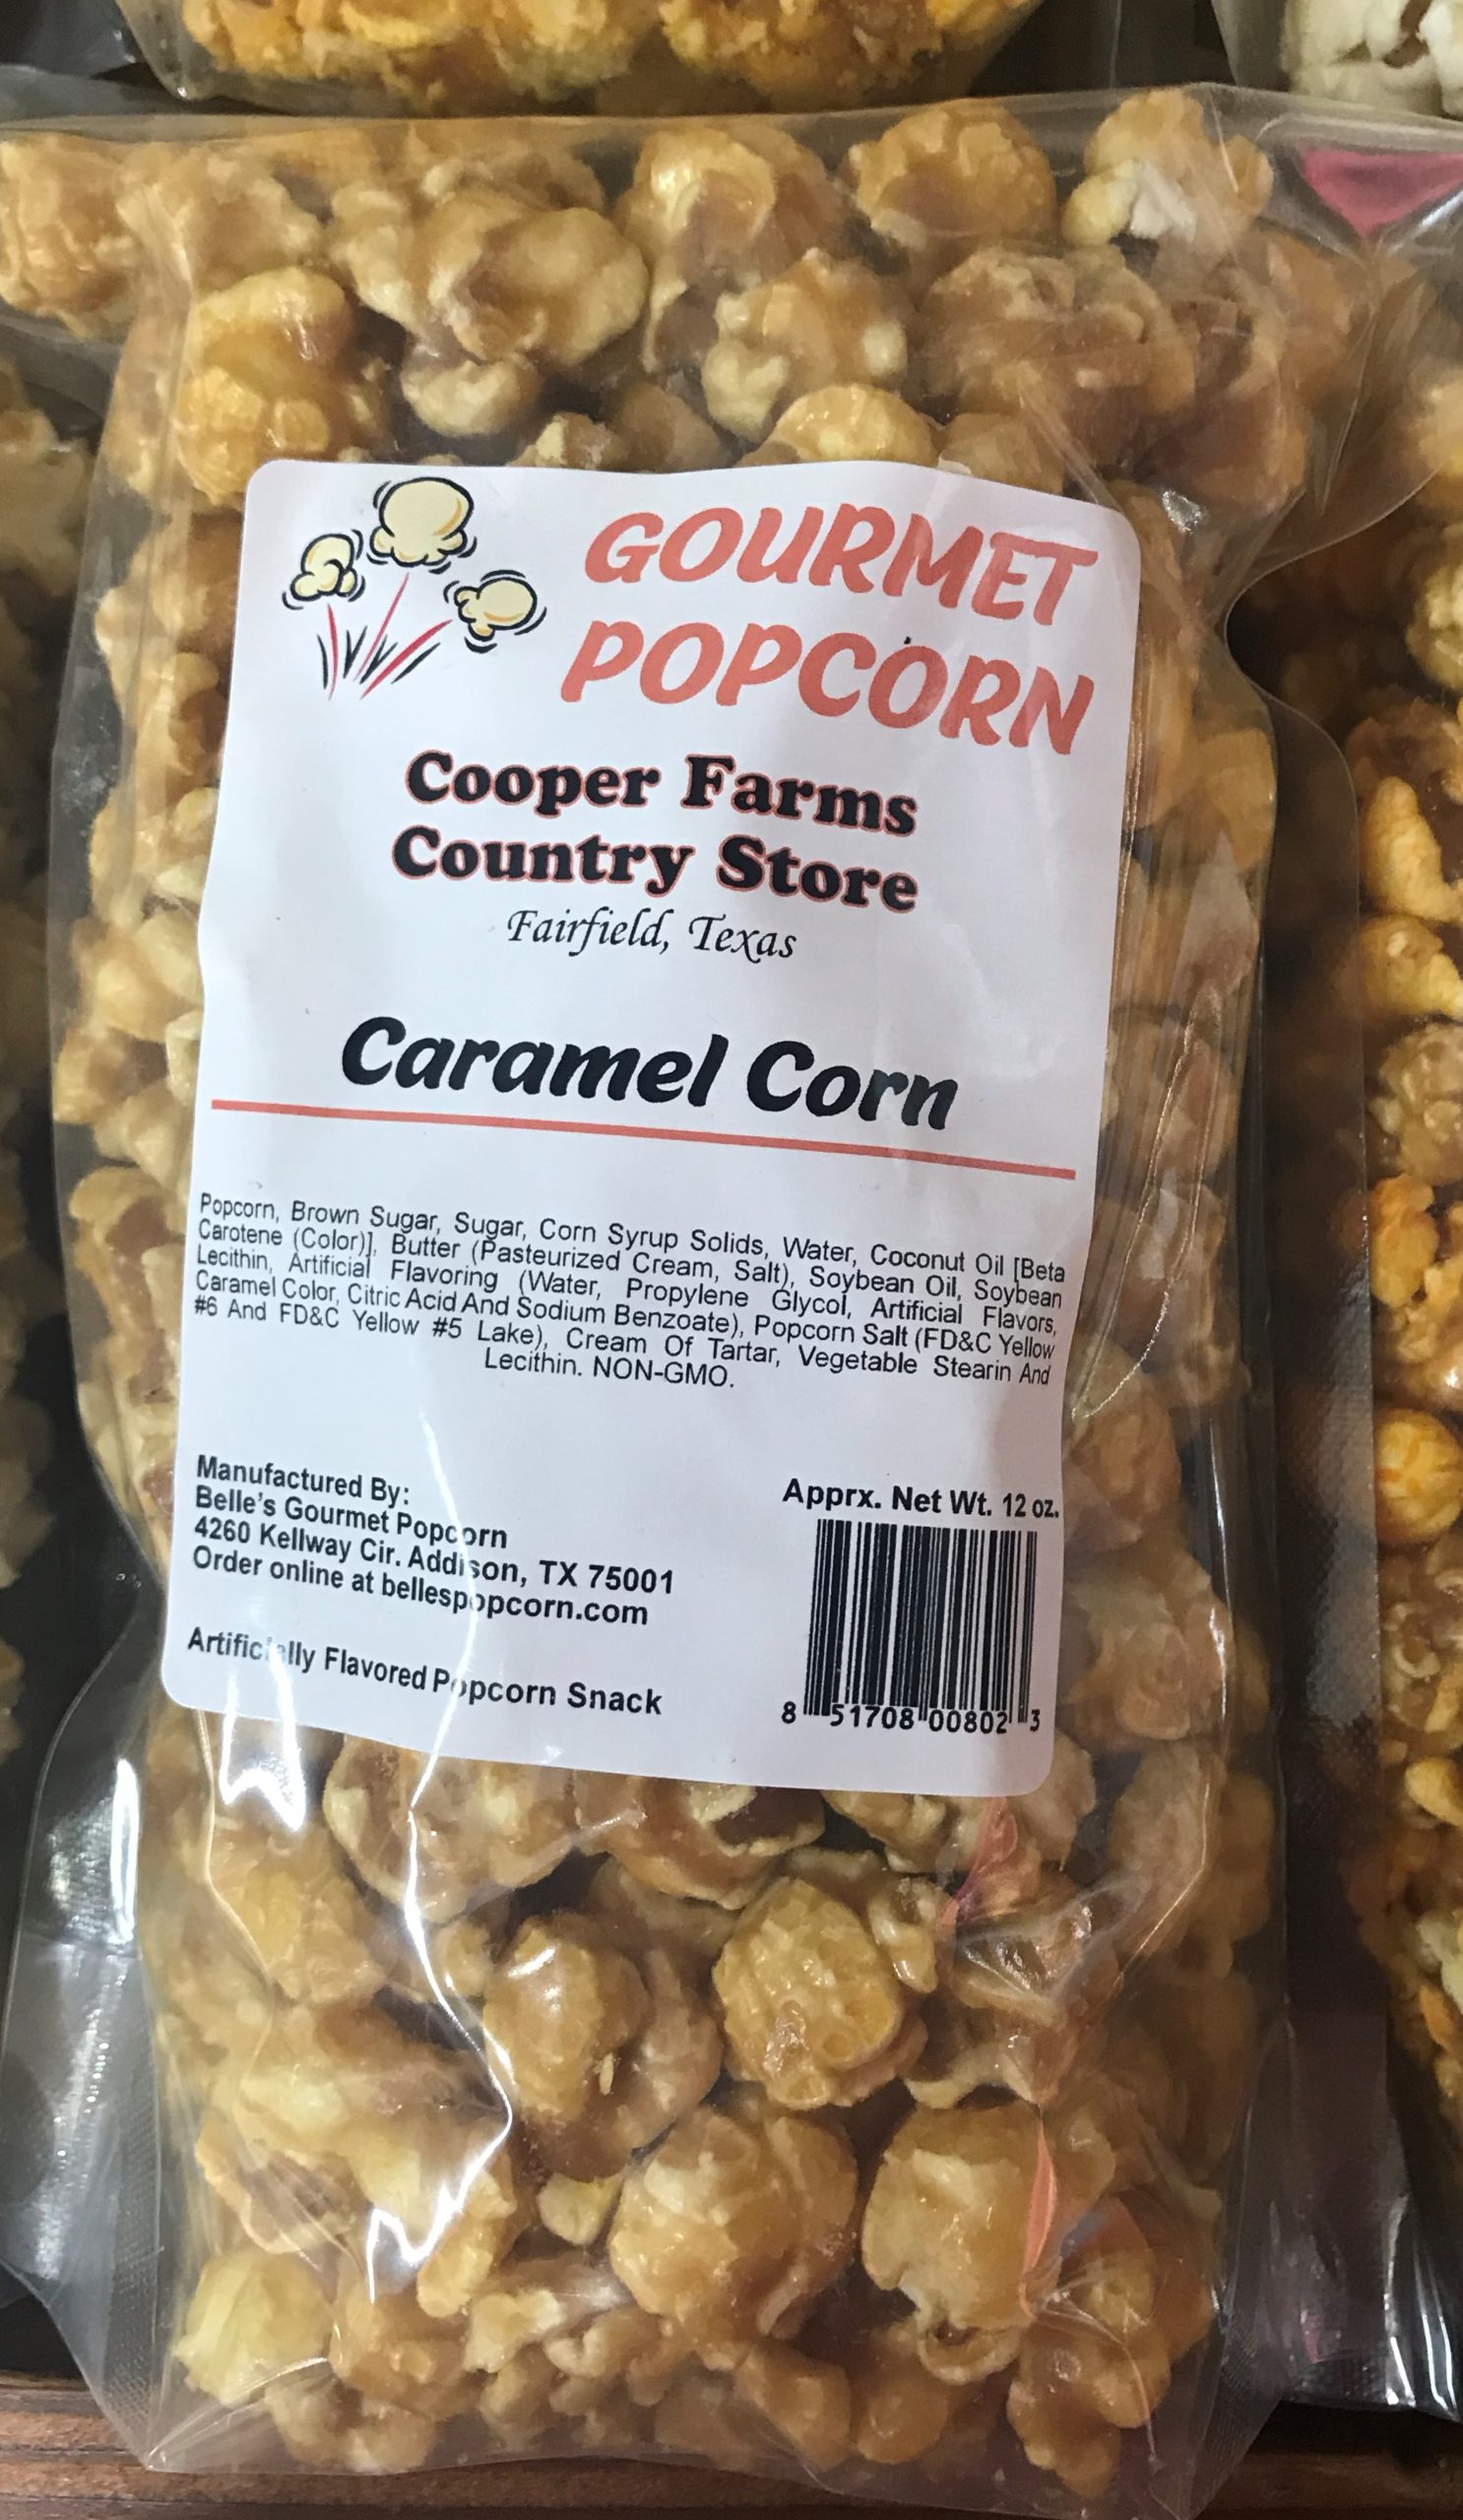 GOURMET
POPCORN
Cooper Farms
Country Store
Fairfield, Texas
Caramel Corn
Popcorn, Brown Sugar, Sugar, Corn Syrup Solids, Water, Coconut Oil [Beta
Carotene (Color)], Butter (Pasteurized Cream, Salt), Soybean Oil, Soybean
Lecithin, Artificial Flavoring (Water, Propylene Glycol, Artificial Flavors,
Caramel Color, Citric Acid And Sodium Benzoate), Popcorn Salt (FD&C Yellow
#6 And FD&C Yellow #5 Lake), Cream Of Tartar, Vegetable Stearin And
Lecithin. NON-GMO.
Manufactured By:
Belle's Gourmet Popcorn
4260 Kellway Cir. Addison, TX 75001
Order online at bellespopcorn.com
Artificially Flavored Popcorn Snack
Apprx. Net Wt. 12 oz.
8 51708 00802 3